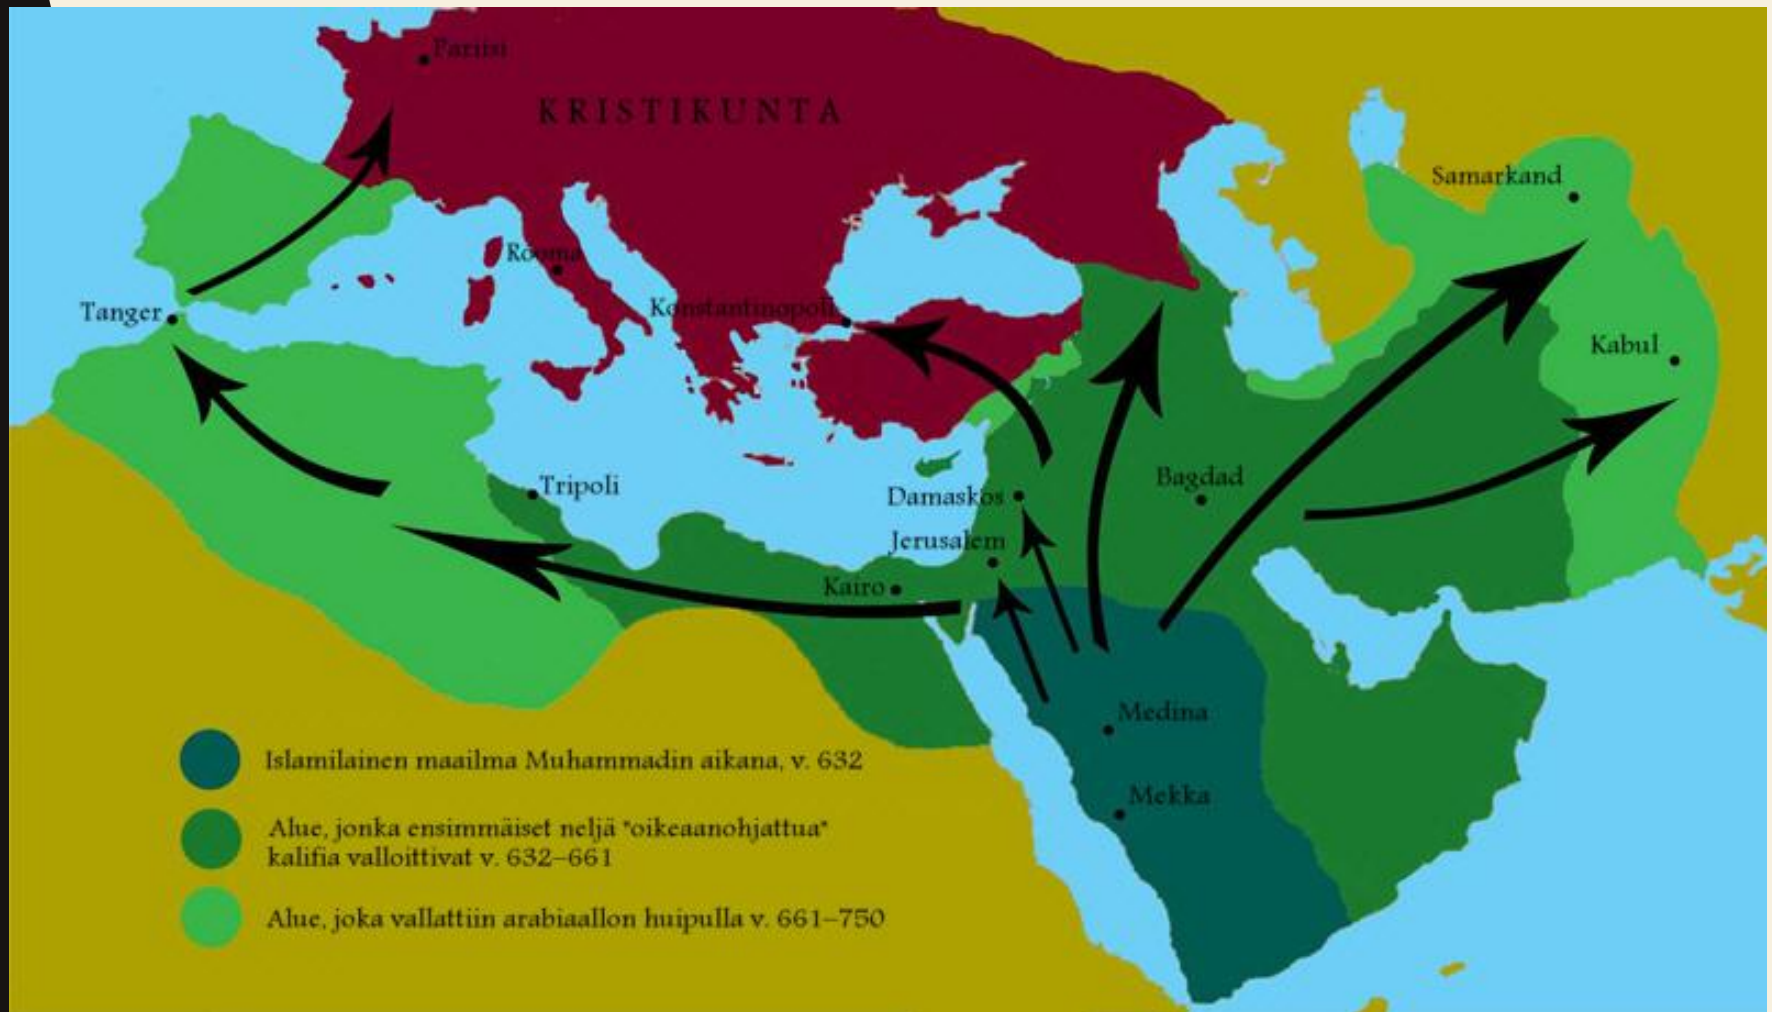 Pariisi
KRISTIKUNTA
Samarkand
Rooma
Konstantinopoli
Tanger
Kabul
Bagdad
Tripoli
Damaskos
Jerusalem
Kairo
Medina
Mekka
Islamilainen maailma Muhammadin aikana, v. 632
Alue, jonka ensimmäiset neljä "oikeaanohjattua"
kalifia valloittivat v. 632–661
Alue, joka vallattiin arabiaallon huipulla v. 661–750